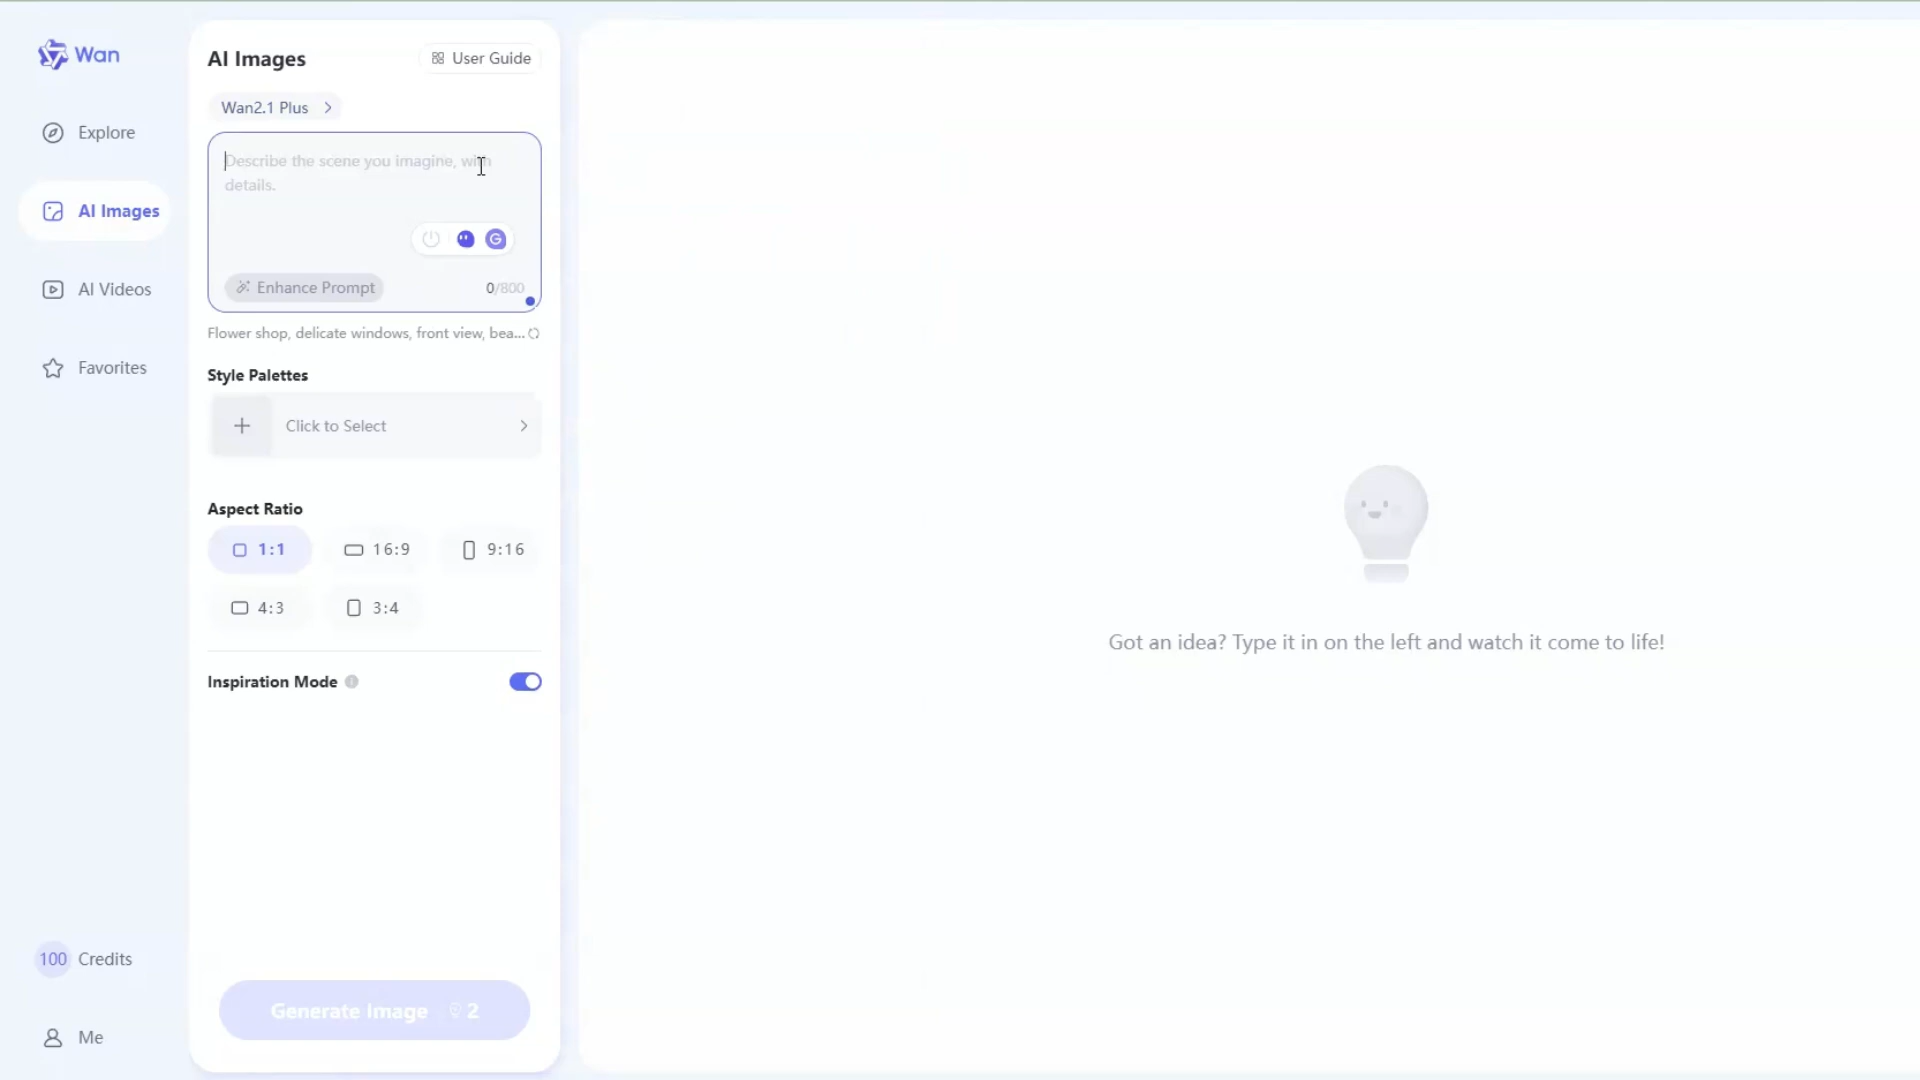 Wan
Explore
AI Images
AI Videos
Favorites
100 Credits
Me
AI Images
User Guide
Wan2.1 Plus
Describe the scene you imagine, with
details.
G
Enhance Prompt
0/800
Flower shop, delicate windows, front view, bea...
Style Palettes
Click to Select
Aspect Ratio
1:1 16:9 9:16
4:3 3:4
Inspiration Mode
Generate Image 2
Got an idea? Type it in on the left and watch it come to life!